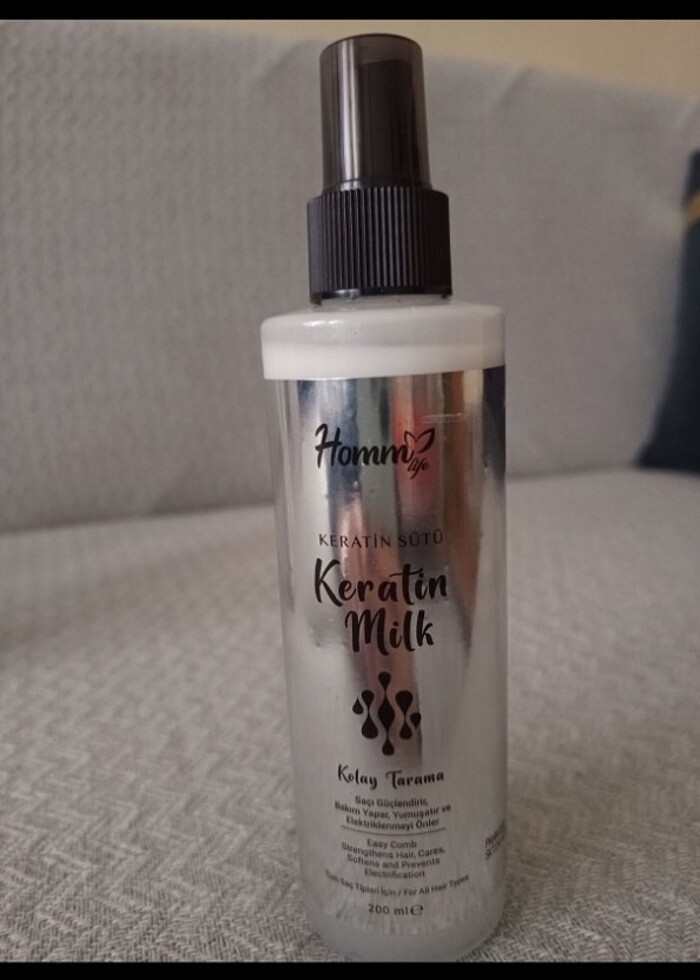 Homm
life
KERATİN SÜTÜ
Keratin
Milk
Kolay Tarama
Saçı Güçlendirir,
Bakım Yapar, Yumuşatır ve
Elektriklenmeyi Önler
Easy Comb
Strengthens Hair, Cares,
Softens and Prevents
Electrification
Tüm Saç Tipleri İçin / For All Hair Types
200 ml ℮